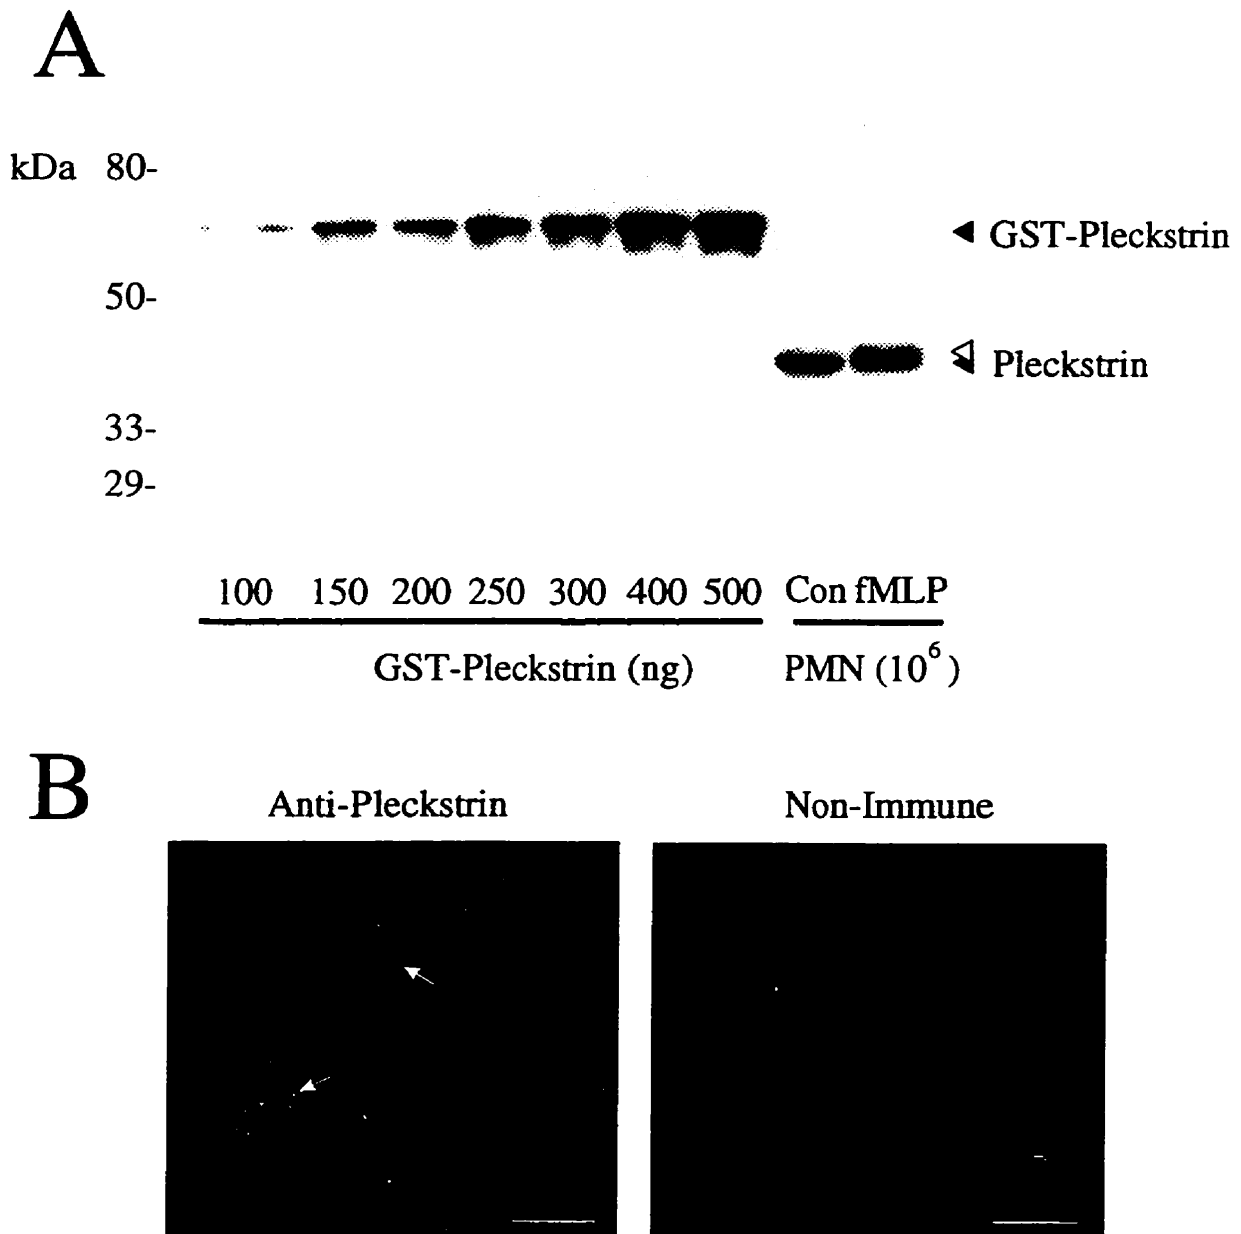 A
kDa 80-
GST-Pleckstrin
50-
Pleckstrin
33-
29-
100 150 200 250 300 400 500 Con fMLP
GST-Pleckstrin (ng) PMN (10⁶)
B
Anti-Pleckstrin Non-Immune